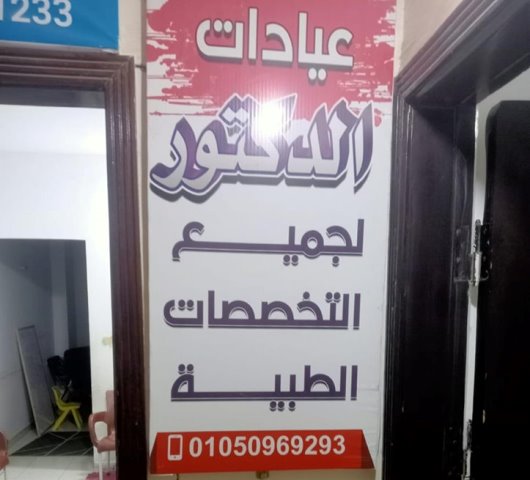 1233
عيادات
الدكتور
لجميع
التخصصات
الطبية
01050969293